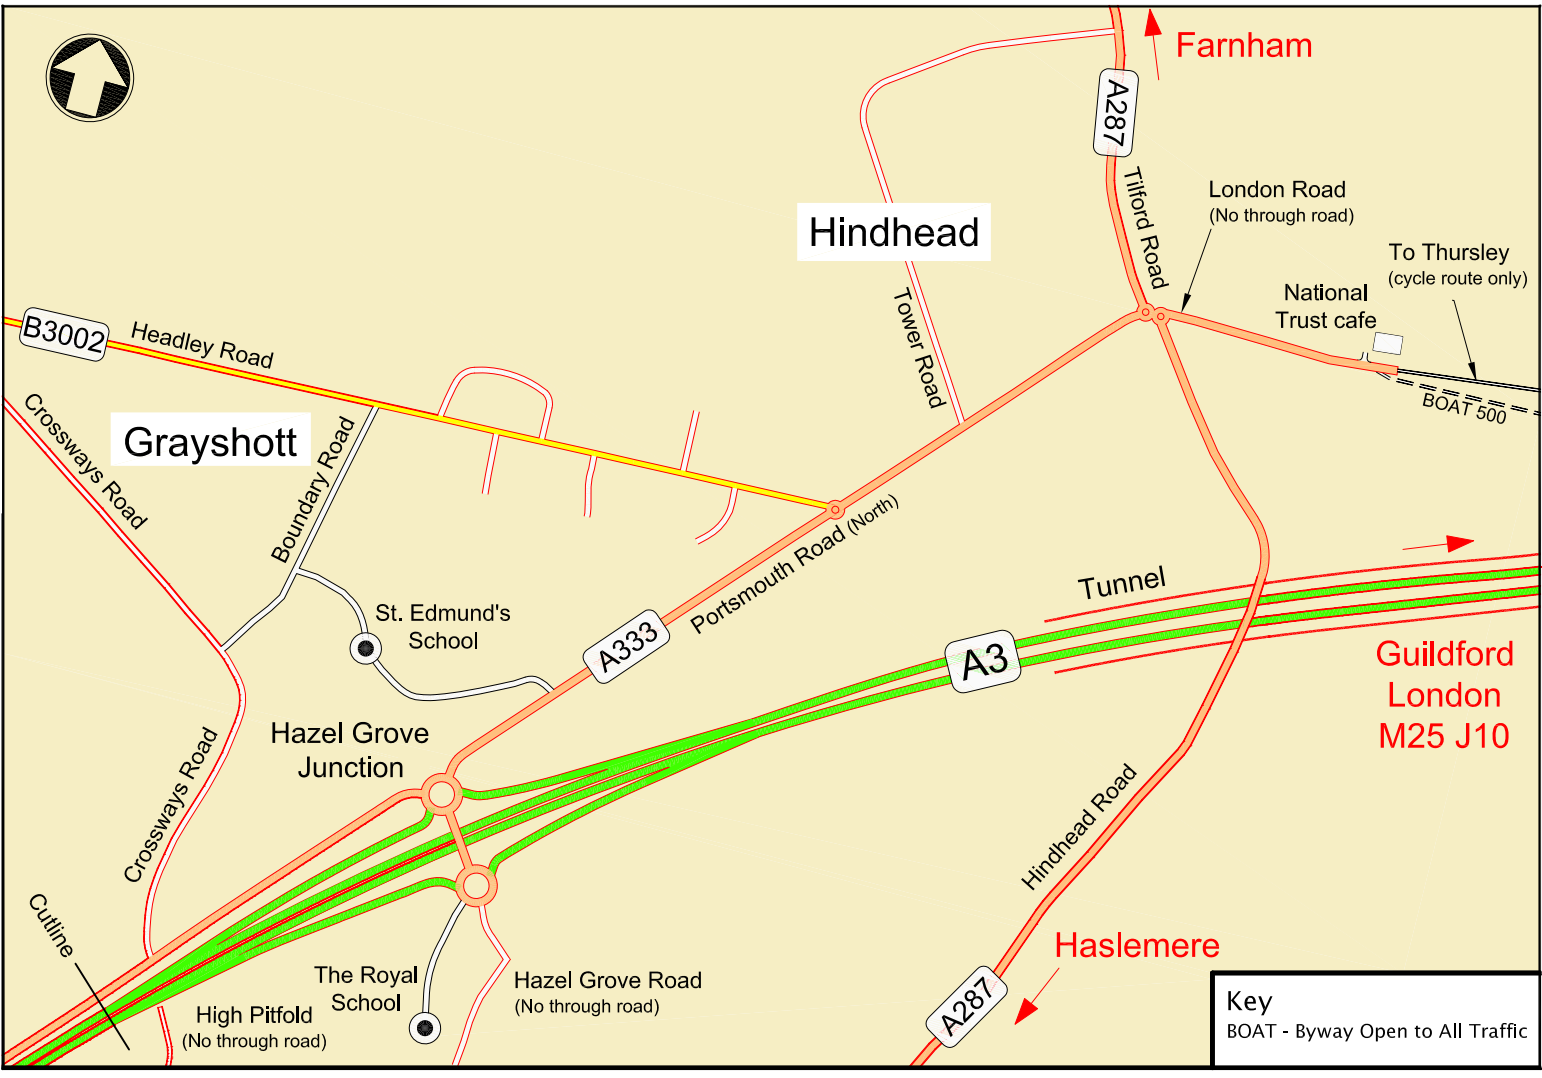 Farnham
A287
Tilford Road
London Road
(No through road)
Hindhead
To Thursley
(cycle route only)
National
Trust cafe
B3002
Headley Road
Tower Road
BOAT 500
Crossways Road
Grayshott
Boundary Road
Portsmouth Road (North)
Tunnel
St. Edmund's
School
A333
A3
Guildford
London
M25 J10
Hazel Grove
Junction
Crossways Road
Hindhead Road
Cutline
Haslemere
The Royal
School
Hazel Grove Road
(No through road)
High Pitfold
(No through road)
A287
Key
BOAT - Byway Open to All Traffic